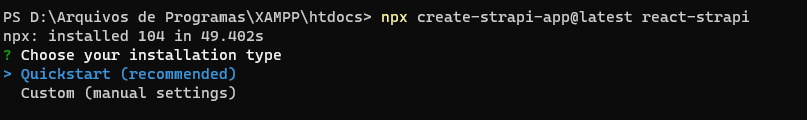 PS D:\Arquivos de Programas\XAMPP\htdocs> npx create-strapi-app@latest react-strapi
npx: installed 104 in 49.402s
? Choose your installation type
> Quickstart (recommended)
  Custom (manual settings)